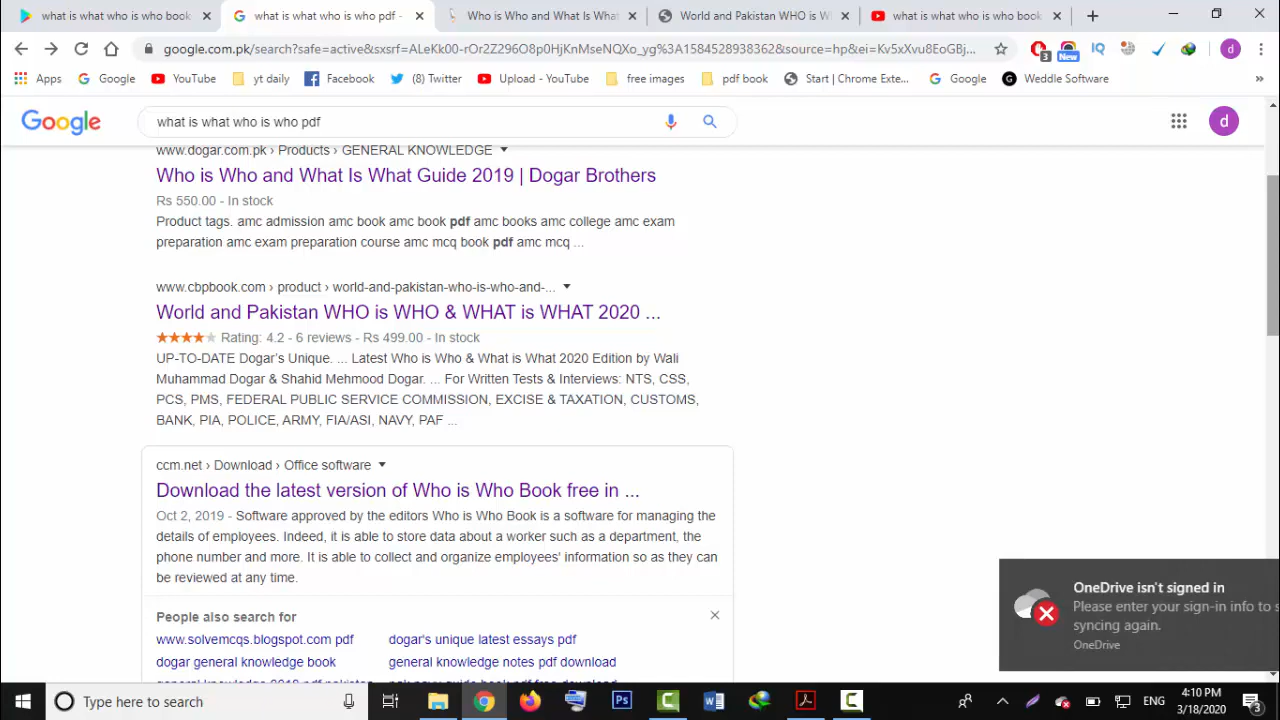 what is what who is who book
what is what who is who pdf -
Who is Who and What Is What
World and Pakistan WHO is W
what is what who is who book
google.com.pk/search?safe=active&sxsrf=ALeKk00-rOr2Z296O8p0HjKnMseNQXo_yg%3A1584528938362&source=hp&ei=Kv5xXvu8EoGBj...
3
New
IQ
d
Apps
Google
YouTube
yt daily
Facebook
(8) Twitter
Upload - YouTube
free images
pdf book
Start | Chrome Exte...
Google
G
Weddle Summary
»
Google
what is what who is who pdf
d
www.dogar.com.pk › Products › GENERAL KNOWLEDGE
Who is Who and What Is What Guide 2019 | Dogar Brothers
Rs 550.00 - In stock
Product tags. amc admission amc book amc book pdf amc books amc college amc exam
preparation amc exam preparation course amc mcq book pdf amc mcq ...
www.cbpbook.com › product › world-and-pakistan-who-is-who-and-...
World and Pakistan WHO is WHO & WHAT is WHAT 2020 ...
Rating: 4.2 - 6 reviews - Rs 499.00 - In stock
UP-TO-DATE Dogar's Unique. ... Latest Who is Who & What is What 2020 Edition by Wali
Muhammad Dogar & Shahid Mehmood Dogar. ... For Written Tests & Interviews: NTS, CSS,
PCS, PMS, FEDERAL PUBLIC SERVICE COMMISSION, EXCISE & TAXATION, CUSTOMS,
BANK, PIA, POLICE, ARMY, FIA/ASI, NAVY, PAF ...
ccm.net › Download › Office software
Download the latest version of Who is Who Book free in ...
Oct 2, 2019 - Software approved by the editors Who is Who Book is a software for managing the
details of employees. Indeed, it is able to store data about a worker such as a department, the
phone number and more. It is able to collect and organize employees' information so as they can
be reviewed at any time.
People also search for
www.solvemcqs.blogspot.com pdf
dogar's unique latest essays pdf
dogar general knowledge book
general knowledge notes pdf download
OneDrive isn't signed in
Please enter your sign-in info to s
syncing again.
OneDrive
Type here to search
Ps
ENG
4:10 PM
3/18/2020
3